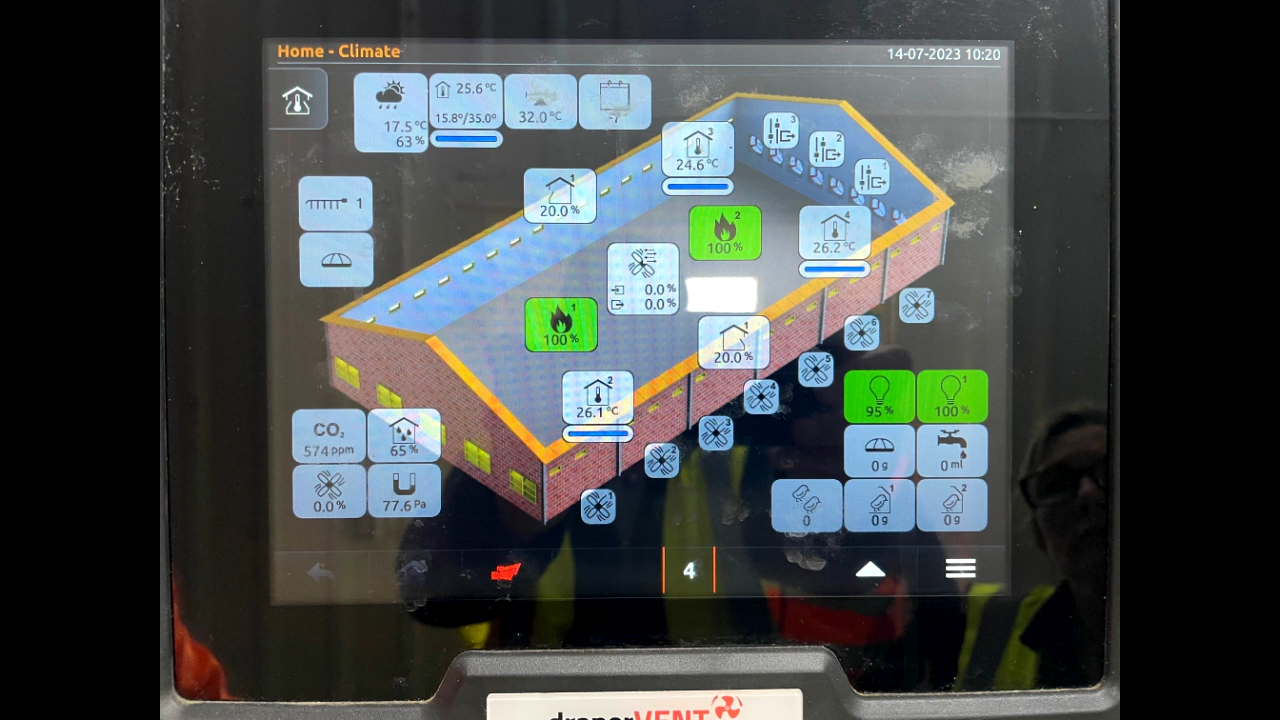 Home - Climate
14-07-2023 10:20
17.5°C
63 %
25.6°C
15.8°/35.0°
32.0°C
-7
3
24.6°C
3
2
1
1
20.0 %
1
2
100 %
4
26.2°C
0.0 %
0.0 %
1
100 %
1
20.0 %
7
6
5
4
3
2
1
2
26.1°C
CO₂
574 ppm
65 %
0.0 %
77.6 Pa
95 %
1
100 %
0 g
0 ml
0
1
0 g
2
0 g
4
draperVENT